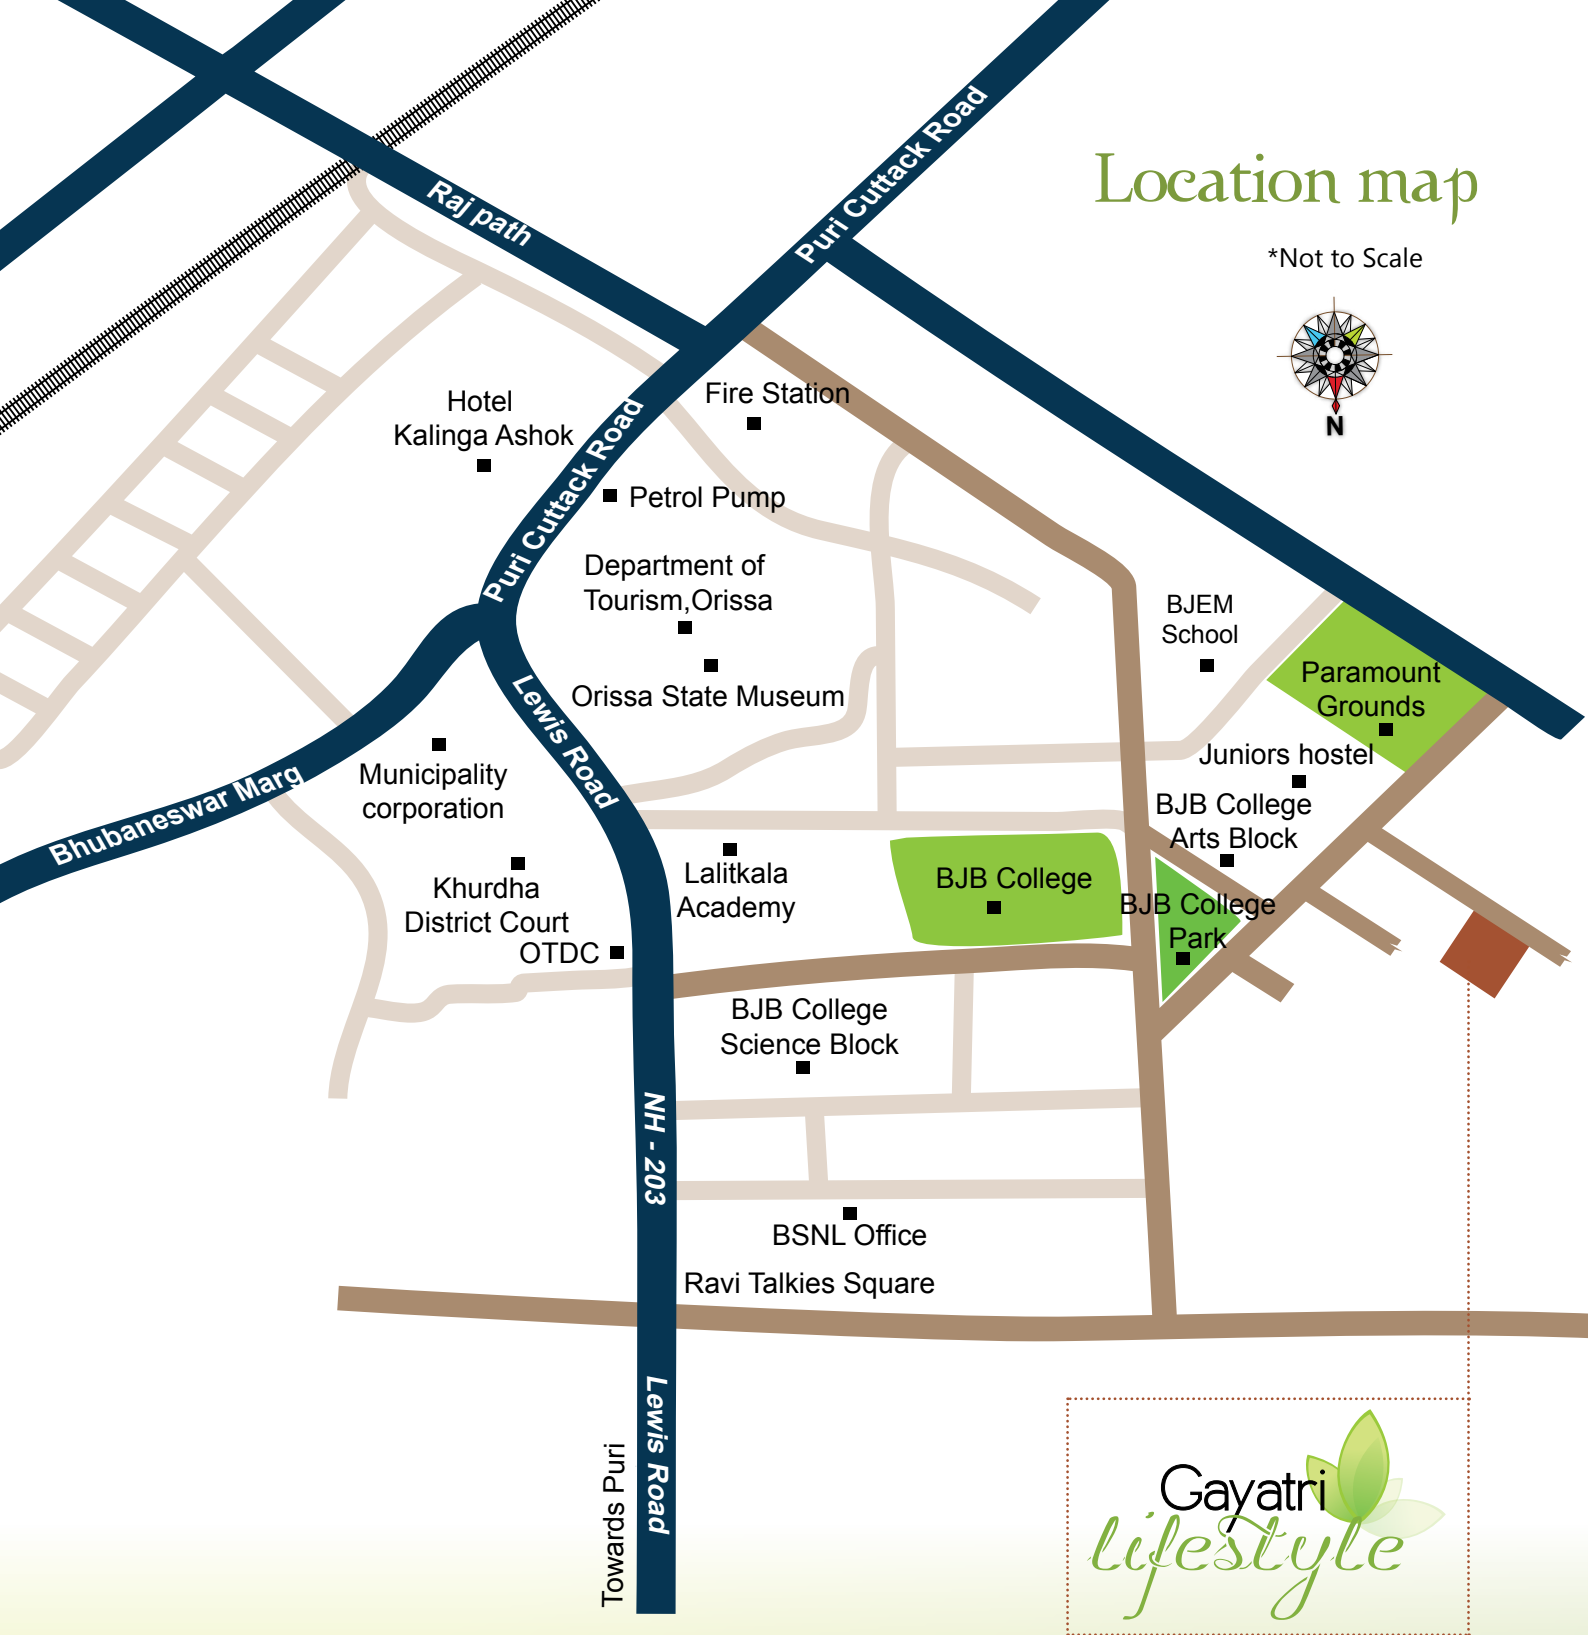 Location map
*Not to Scale
N
Raj path
Puri Cuttack Road
Fire Station
Hotel
Kalinga Ashok
Puri Cuttack Road
Petrol Pump
Department of
Tourism,Orissa
Orissa State Museum
BJEM
School
Paramount
Grounds
Juniors hostel
BJB College
Arts Block
Lewis Road
Municipality
corporation
Bhubaneswar Marg
Khurdha
District Court
OTDC
Lalitkala
Academy
BJB College
BJB College
Park
BJB College
Science Block
NH - 203
BSNL Office
Ravi Talkies Square
Lewis Road
Towards Puri
Gayatri
lifestyle